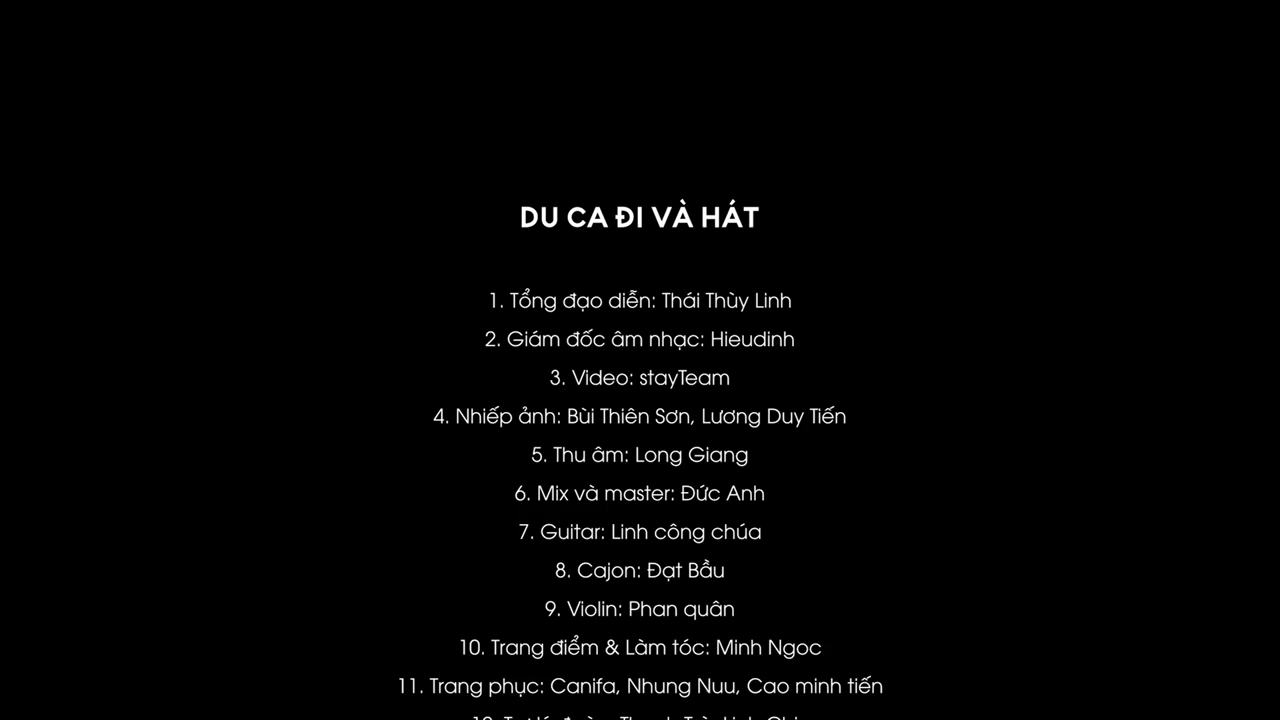 DU CA ĐI VÀ HÁT
1. Tổng đạo diễn: Thái Thùy Linh
2. Giám đốc âm nhạc: Hieudinh
3. Video: stayTeam
4. Nhiếp ảnh: Bùi Thiên Sơn, Lương Duy Tiến
5. Thu âm: Long Giang
6. Mix và master: Đức Anh
7. Guitar: Linh công chúa
8. Cajon: Đạt Bầu
9. Violin: Phan quân
10. Trang điểm & Làm tóc: Minh Ngọc
11. Trang phục: Canifa, Nhung Nuu, Cao minh tiến